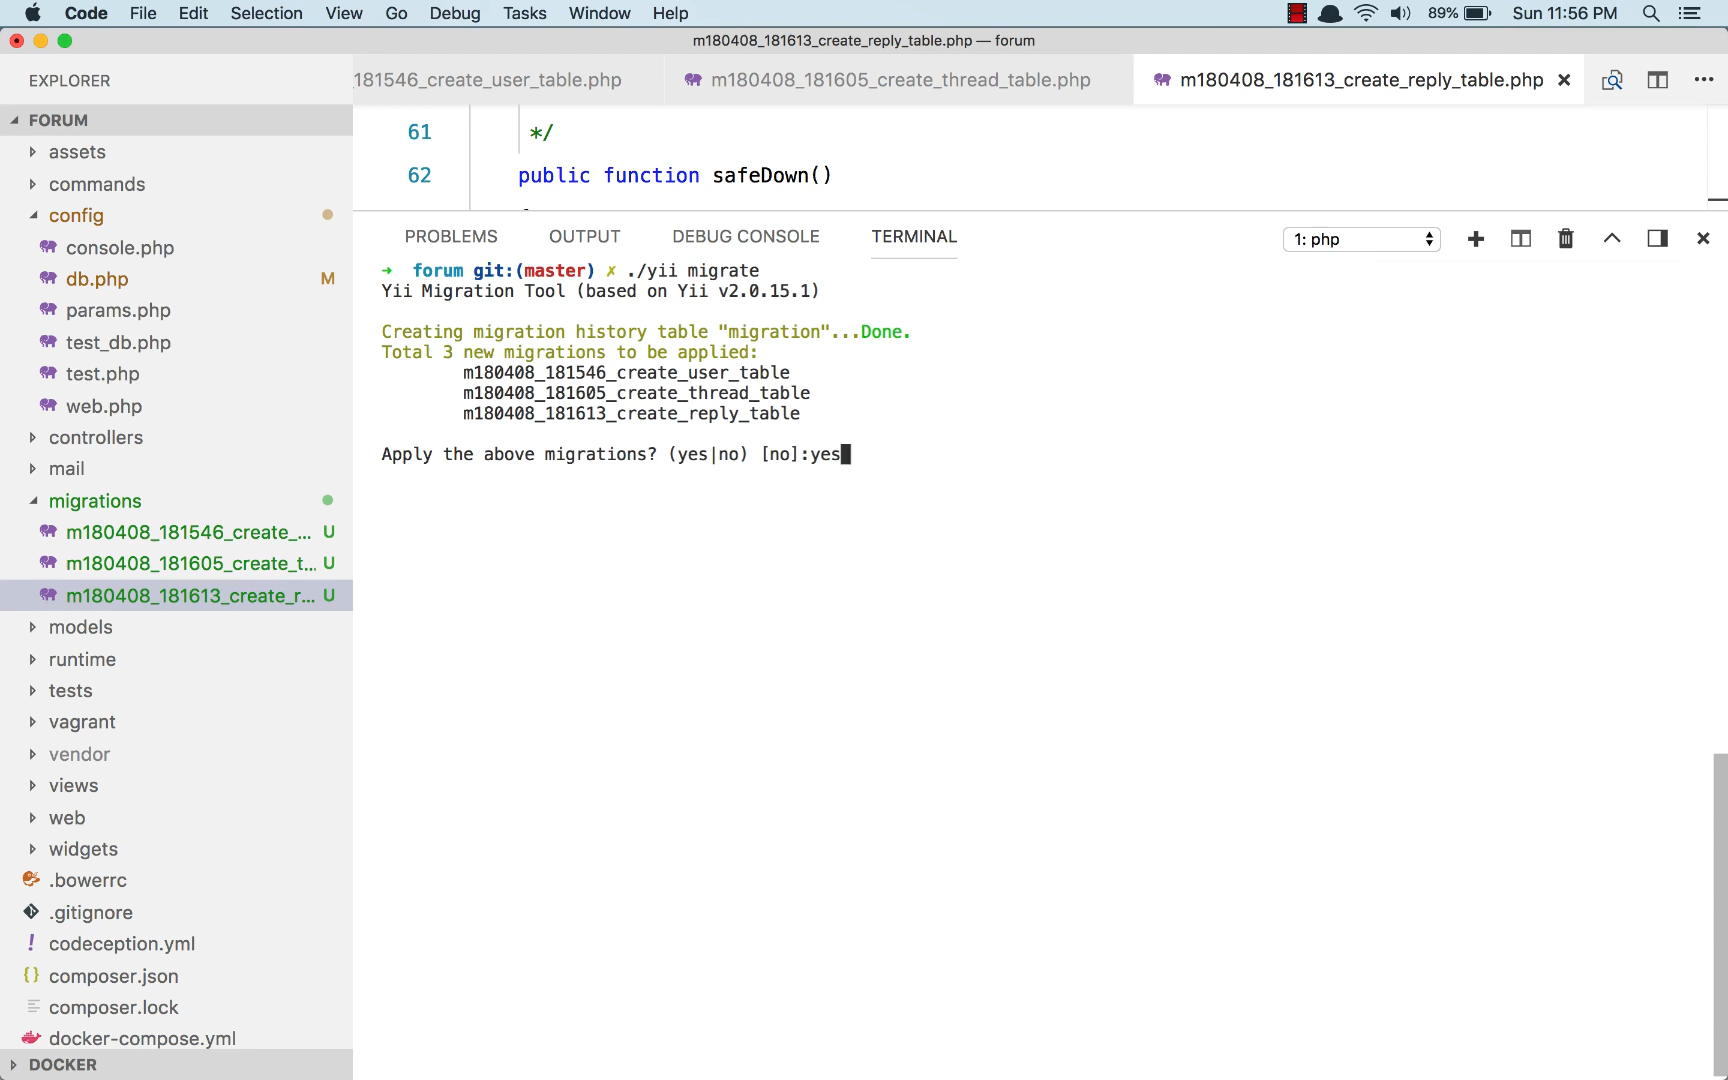 Code File Edit Selection View Go Debug Tasks Window Help 89% Sun 11:56 PM
m180408_181613_create_reply_table.php — forum
EXPLORER
181546_create_user_table.php m180408_181605_create_thread_table.php m180408_181613_create_reply_table.php
FORUM
assets
commands
config
console.php
db.php M
params.php
test_db.php
test.php
web.php
controllers
mail
migrations
m180408_181546_create_... U
m180408_181605_create_t... U
m180408_181613_create_r... U
models
runtime
tests
vagrant
vendor
views
web
widgets
.bowerrc
.gitignore
codeception.yml
composer.json
composer.lock
docker-compose.yml
DOCKER
61 */
62 public function safeDown()
PROBLEMS OUTPUT DEBUG CONSOLE TERMINAL 1: php
→ forum git:(master) ✗ ./yii migrate
Yii Migration Tool (based on Yii v2.0.15.1)
Creating migration history table "migration"...Done.
Total 3 new migrations to be applied:
m180408_181546_create_user_table
m180408_181605_create_thread_table
m180408_181613_create_reply_table
Apply the above migrations? (yes|no) [no]:yes